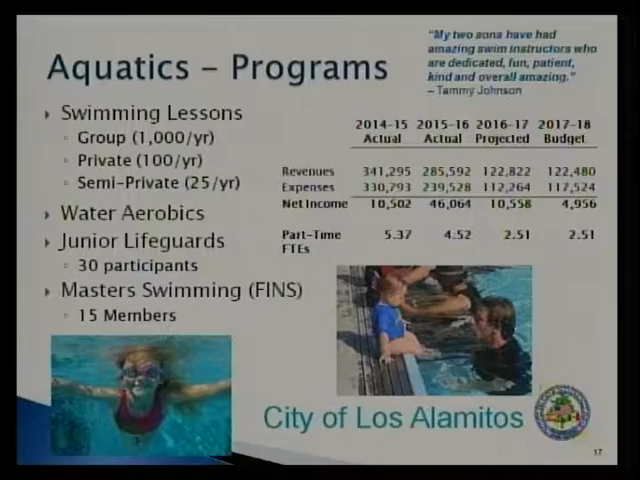 "My two sons have had
amazing swim instructors who
are dedicated, fun, patient,
kind and overall amazing."
– Tammy Johnson
Aquatics – Programs
Swimming Lessons
Group (1,000/yr)
Private (100/yr)
Semi-Private (25/yr)
Water Aerobics
Junior Lifeguards
30 participants
Masters Swimming (FINS)
15 Members
2014-15 2015-16 2016-17 2017-18
Actual Actual Projected Budget
Revenues 341,295 285,592 122,822 122,480
Expenses 330,793 239,528 112,264 117,524
Net Income 10,502 46,064 10,558 4,956
Part-Time 5.37 4.52 2.51 2.51
FTEs
City of Los Alamitos
17